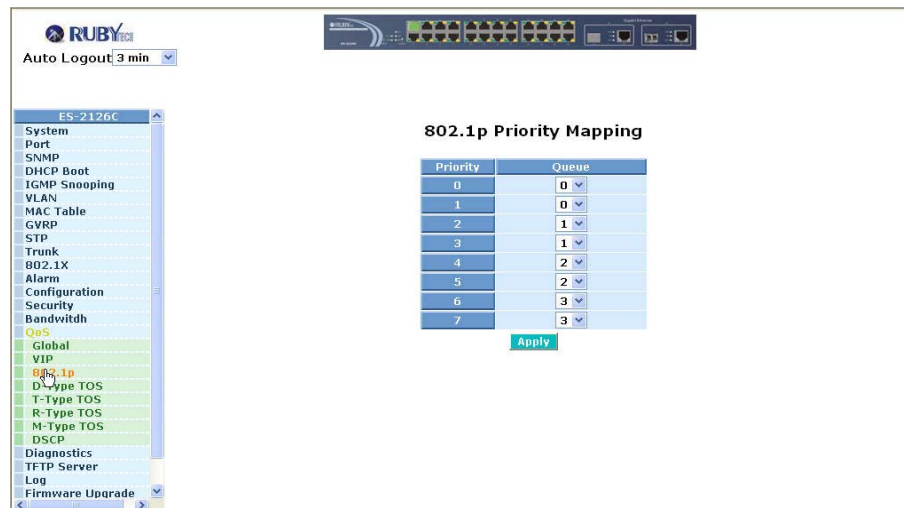 RUBYTECH
Auto Logout 3 min
ES-2126C
System
Port
SNMP
DHCP Boot
IGMP Snooping
VLAN
MAC Table
GVRP
STP
Trunk
802.1X
Alarm
Configuration
Security
Bandwitdh
QoS
Global
VIP
802.1p
D-Type TOS
T-Type TOS
R-Type TOS
M-Type TOS
DSCP
Diagnostics
TFTP Server
Log
Firmware Upgrade
802.1p Priority Mapping
Priority Queue
0 0
1 0
2 1
3 1
4 2
5 2
6 3
7 3
Apply